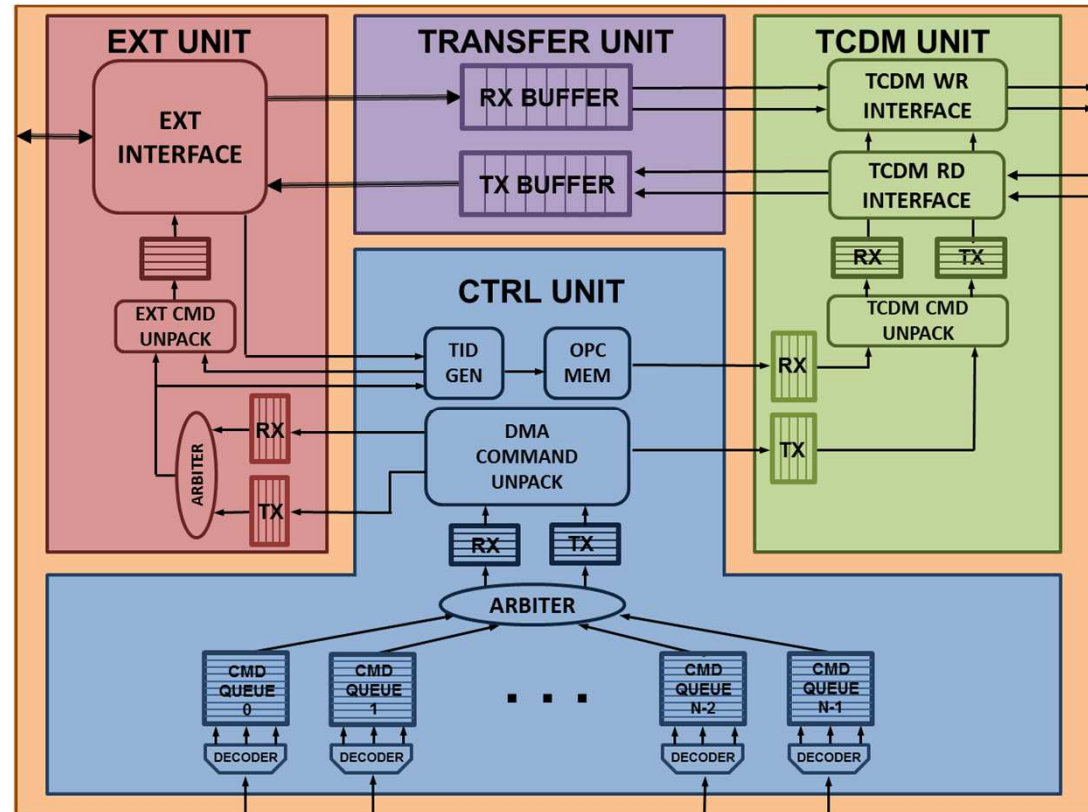 EXT UNIT
TRANSFER UNIT
TCDM UNIT
EXT
INTERFACE
RX BUFFER
TX BUFFER
TCDM WR
INTERFACE
TCDM RD
INTERFACE
RX
TX
TCDM CMD
UNPACK
EXT CMD
UNPACK
CTRL UNIT
TID
GEN
OPC
MEM
RX
TX
RX
TX
ARBITER
DMA
COMMAND
UNPACK
RX
TX
ARBITER
CMD
QUEUE
0
CMD
QUEUE
1
. . .
CMD
QUEUE
N-2
CMD
QUEUE
N-1
DECODER
DECODER
DECODER
DECODER